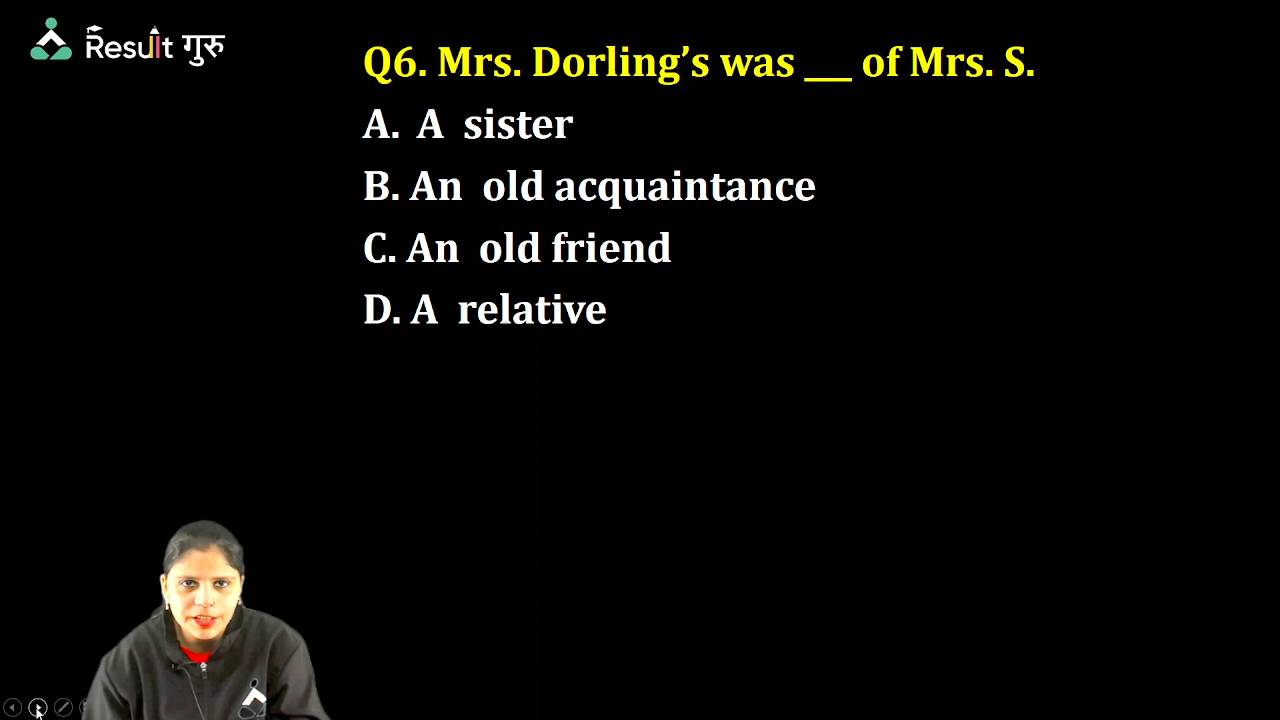 Result गुरु
Q6. Mrs. Dorling’s was ___ of Mrs. S.
A. A sister
B. An old acquaintance
C. An old friend
D. A relative